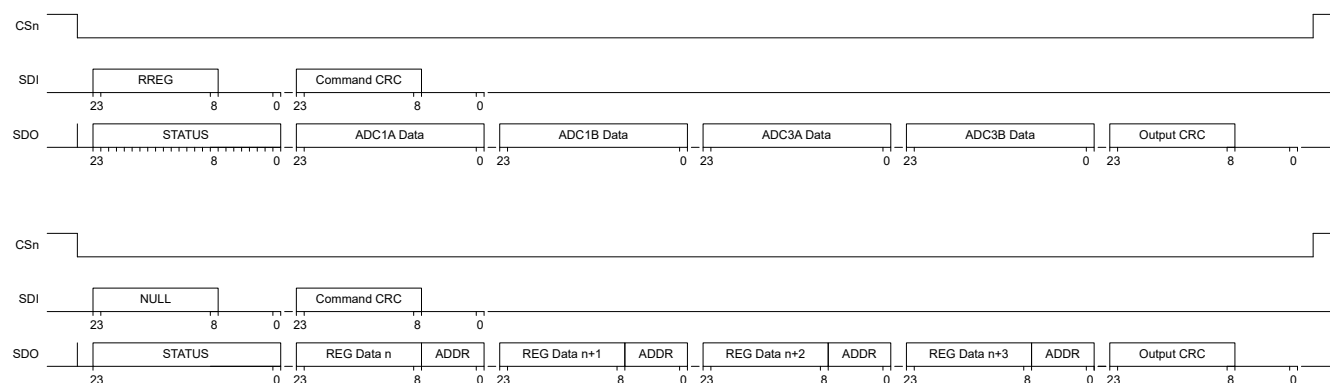 CSn
SDI RREG Command CRC
23 8 0 23 8 0
SDO STATUS ADC1A Data ADC1B Data ADC3A Data ADC3B Data Output CRC
23 8 0 23 0 23 0 23 0 23 0 23 8 0
CSn
SDI NULL Command CRC
23 8 0 23 8 0
SDO STATUS REG Data n ADDR REG Data n+1 ADDR REG Data n+2 ADDR REG Data n+3 ADDR Output CRC
23 0 23 8 0 23 8 0 23 8 0 23 8 0 23 8 0